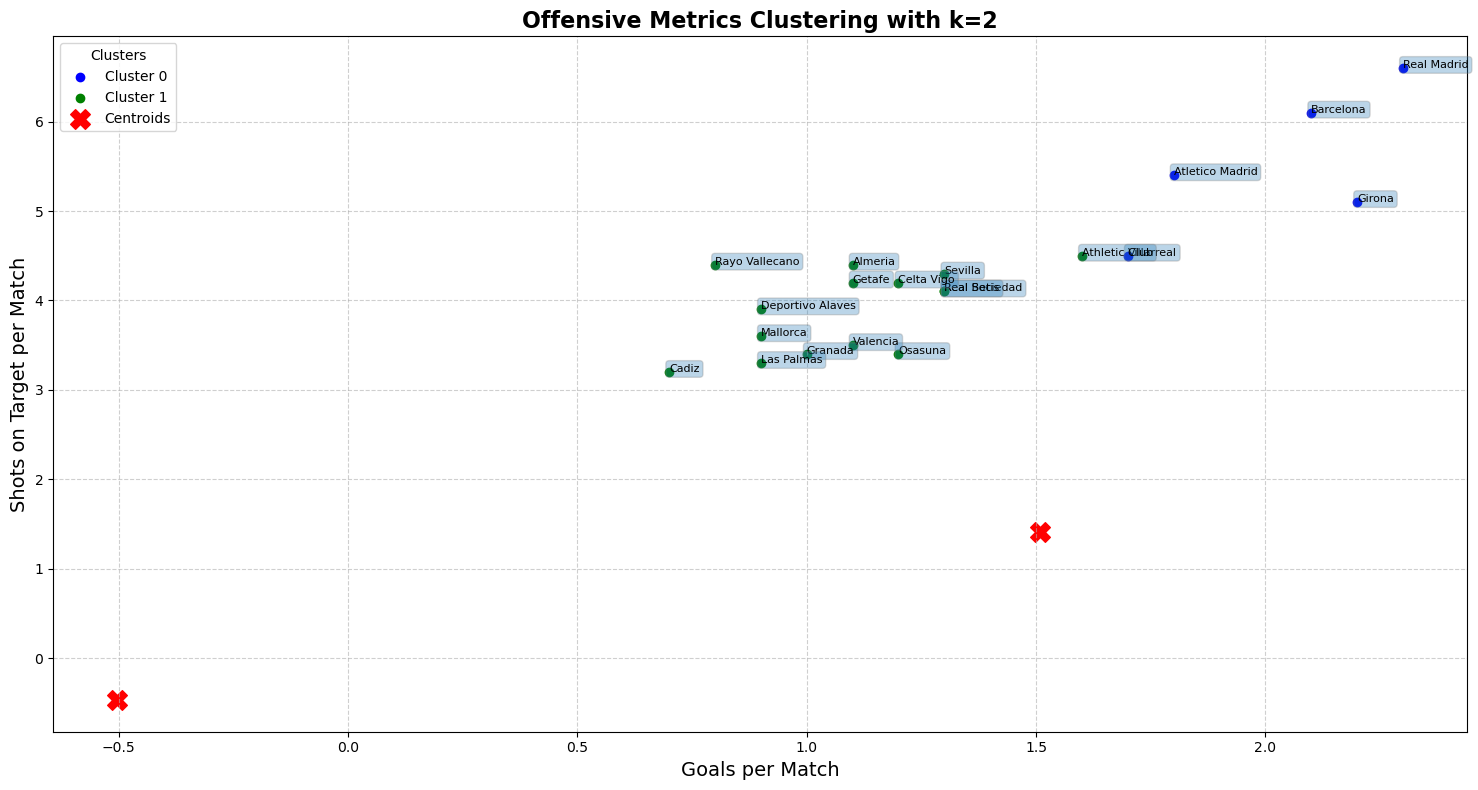 Offensive Metrics Clustering with k=2
Clusters
Cluster 0
Cluster 1
Centroids
Real Madrid
Barcelona
Atletico Madrid
Girona
Athletic Club
Villarreal
Rayo Vallecano
Almeria
Sevilla
Getafe
Celta Vigo
Real Betis
Real Sociedad
Deportivo Alaves
Mallorca
Valencia
Granada
Osasuna
Las Palmas
Cadiz
Shots on Target per Match
6
5
4
3
2
1
0
−0.5
0.0
0.5
1.0
1.5
2.0
Goals per Match